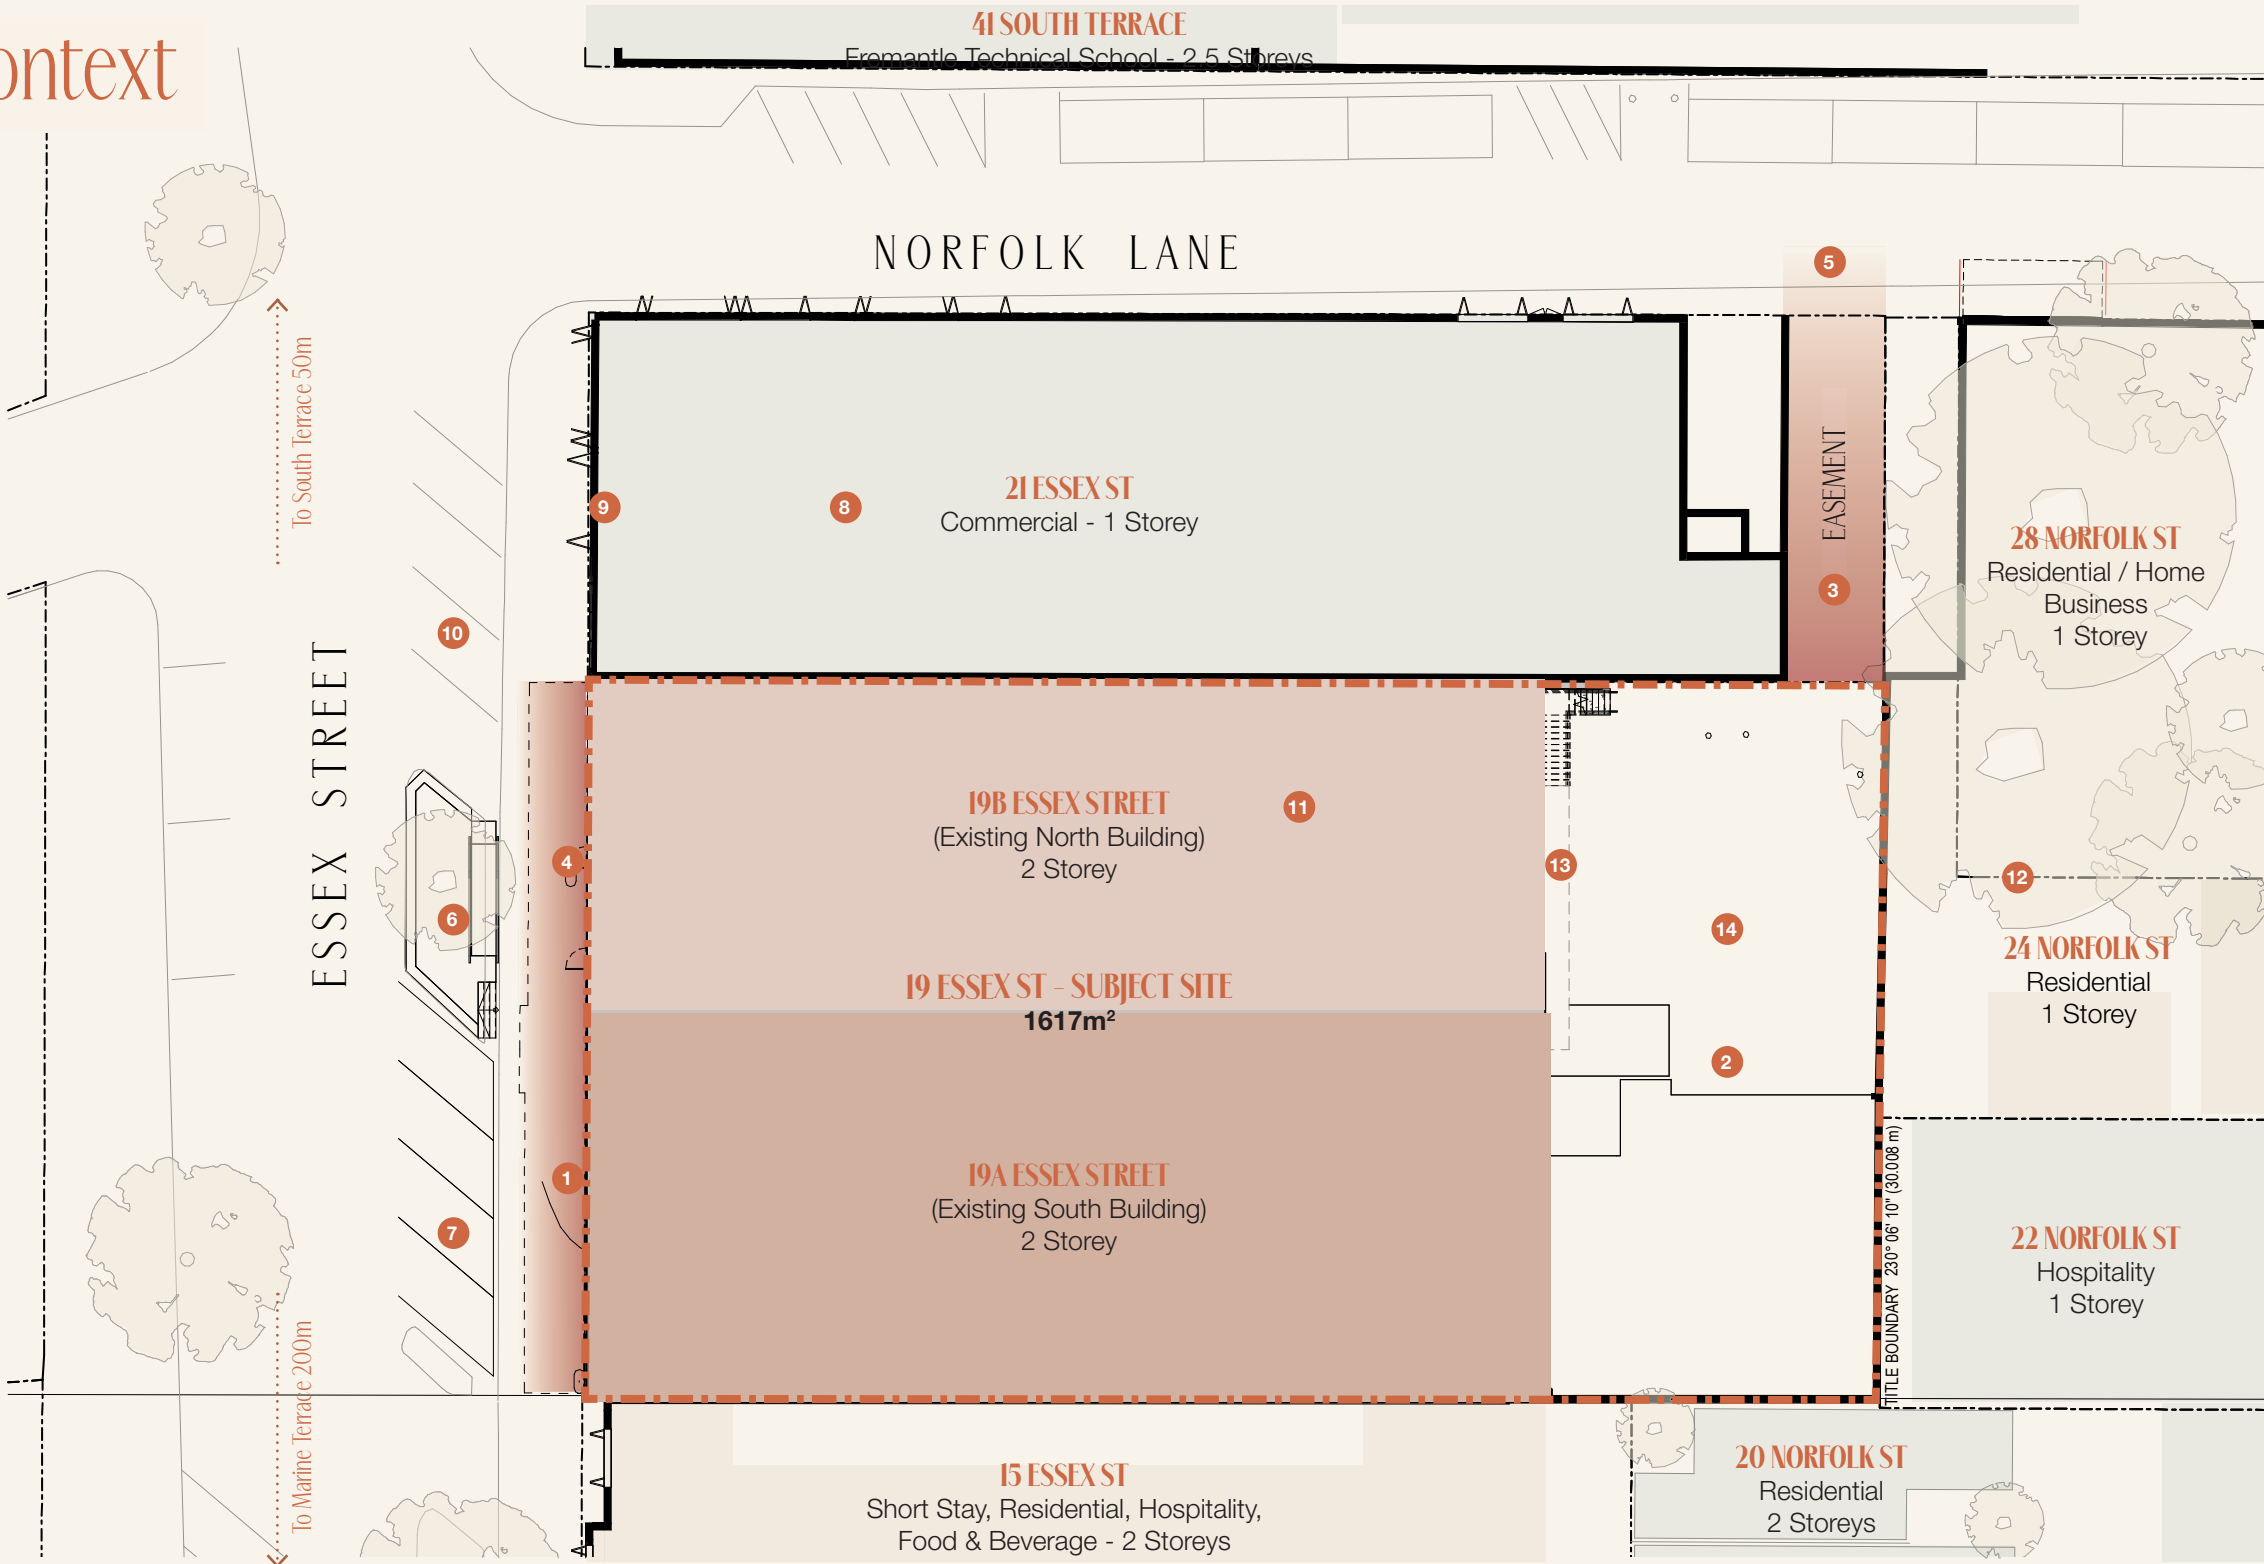 41 SOUTH TERRACE
Fremantle Technical School - 2.5 Storeys
ontext
NORFOLK LANE
5
To South Terrace 50m
EASEMENT
21 ESSEX ST
Commercial - 1 Storey
9
8
3
28 NORFOLK ST
Residential / Home
Business
1 Storey
10
ESSEX STREET
19B ESSEX STREET
(Existing North Building)
2 Storey
11
4
13
12
6
14
24 NORFOLK ST
Residential
1 Storey
19 ESSEX ST - SUBJECT SITE
1617m²
2
19A ESSEX STREET
(Existing South Building)
2 Storey
1
7
TITLE BOUNDARY 230° 06' 10" (30.008 m)
22 NORFOLK ST
Hospitality
1 Storey
To Marine Terrace 200m
15 ESSEX ST
Short Stay, Residential, Hospitality,
Food & Beverage - 2 Storeys
20 NORFOLK ST
Residential
2 Storeys